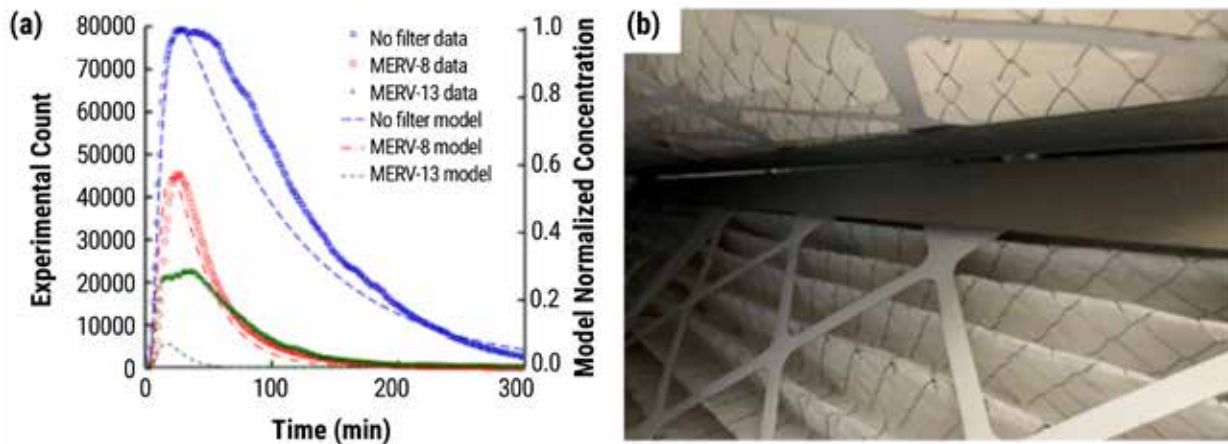 (a)
80000
70000
60000
50000
40000
30000
20000
10000
0
Experimental Count
0
100
200
300
Time (min)
1.0
0.8
0.6
0.4
0.2
0.0
Model Normalized Concentration
No filter data
MERV-8 data
MERV-13 data
No filter model
MERV-8 model
MERV-13 model
(b)